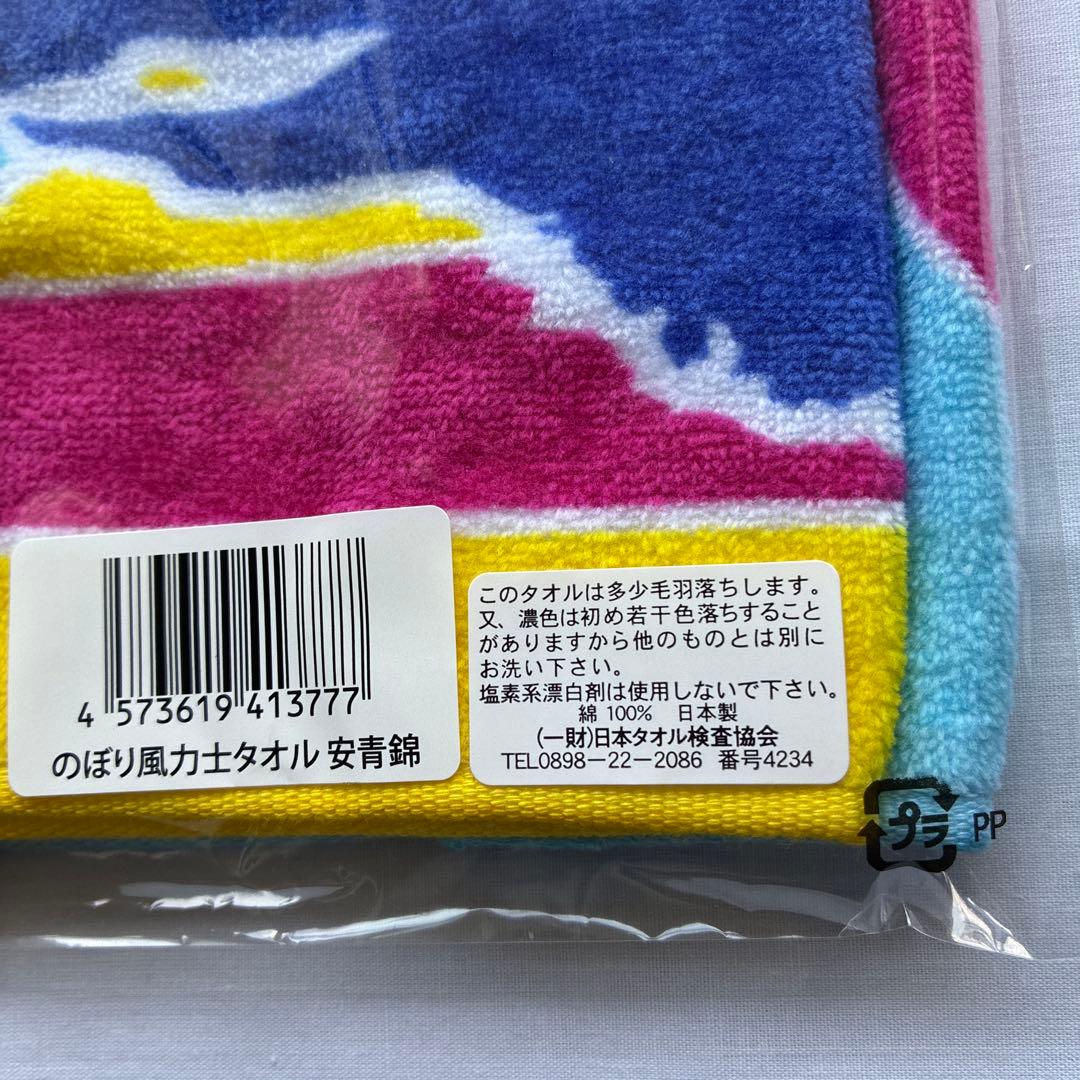 4 573619 413777
のぼり風力士タオル 安青錦
このタオルは多少毛羽落ちします。
又、濃色は初め若干色落ちすること
がありますから他のものとは別に
お洗い下さい。
塩素系漂白剤は使用しないで下さい。
綿 100% 日本製
(一財)日本タオル検査協会
TEL0898－22－2086 番号4234
プラ PP